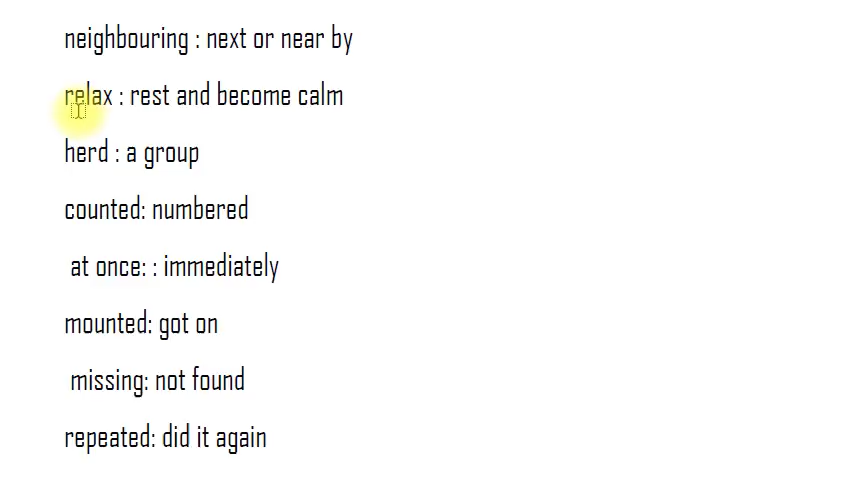 neighbouring : next or near by
relax : rest and become calm
herd : a group
counted: numbered
at once: : immediately
mounted: got on
missing: not found
repeated: did it again